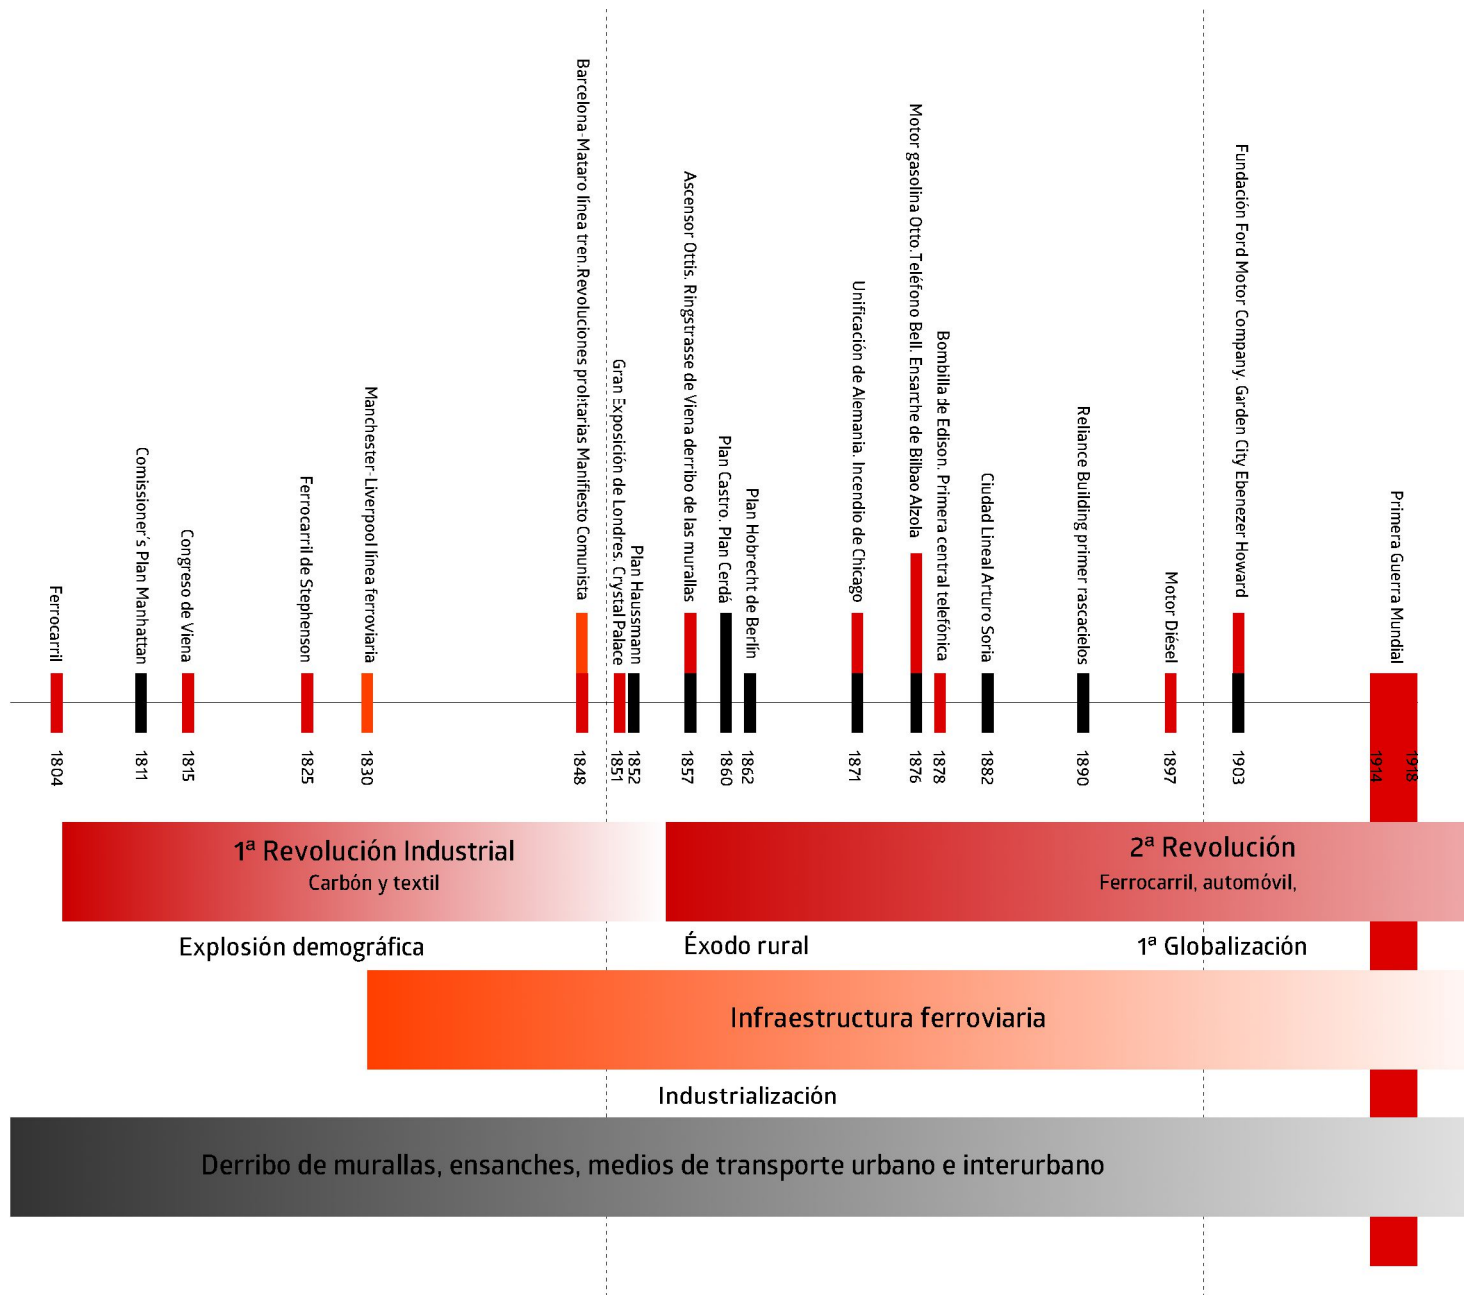 Ferrocarril
Comissioner´s Plan Manhattan
Congreso de Viena
Ferrocarril de Stephenson
Manchester-Liverpool línea ferroviaria
Barcelona-Mataro línea tren.Revoluciones proletarias Manifiesto Comunista
Gran Exposición de Londres. Crystal Palace
Plan Haussmann
Ascensor Ottis. Ringstrasse de Viena derribo de las murallas
Plan Castro. Plan Cerdá
Plan Hobrecht de Berlín
Unificación de Alemania. Incendio de Chicago
Motor gasolina Otto.Teléfono Bell. Ensanche de Bilbao Alzola
Bombilla de Edison. Primera central telefónica
Ciudad Lineal Arturo Soria
Reliance Building primer rascacielos
Motor Diésel
Fundación Ford Motor Company. Garden City Ebenezer Howard
Primera Guerra Mundial
1804
1811
1815
1825
1830
1848
1851
1852
1857
1860
1862
1871
1876
1878
1882
1890
1897
1903
1914
1918
1ª Revolución Industrial
Carbón y textil
2ª Revolución
Ferrocarril, automóvil,
Explosión demográfica
Éxodo rural
1ª Globalización
Infraestructura ferroviaria
Industrialización
Derribo de murallas, ensanches, medios de transporte urbano e interurbano